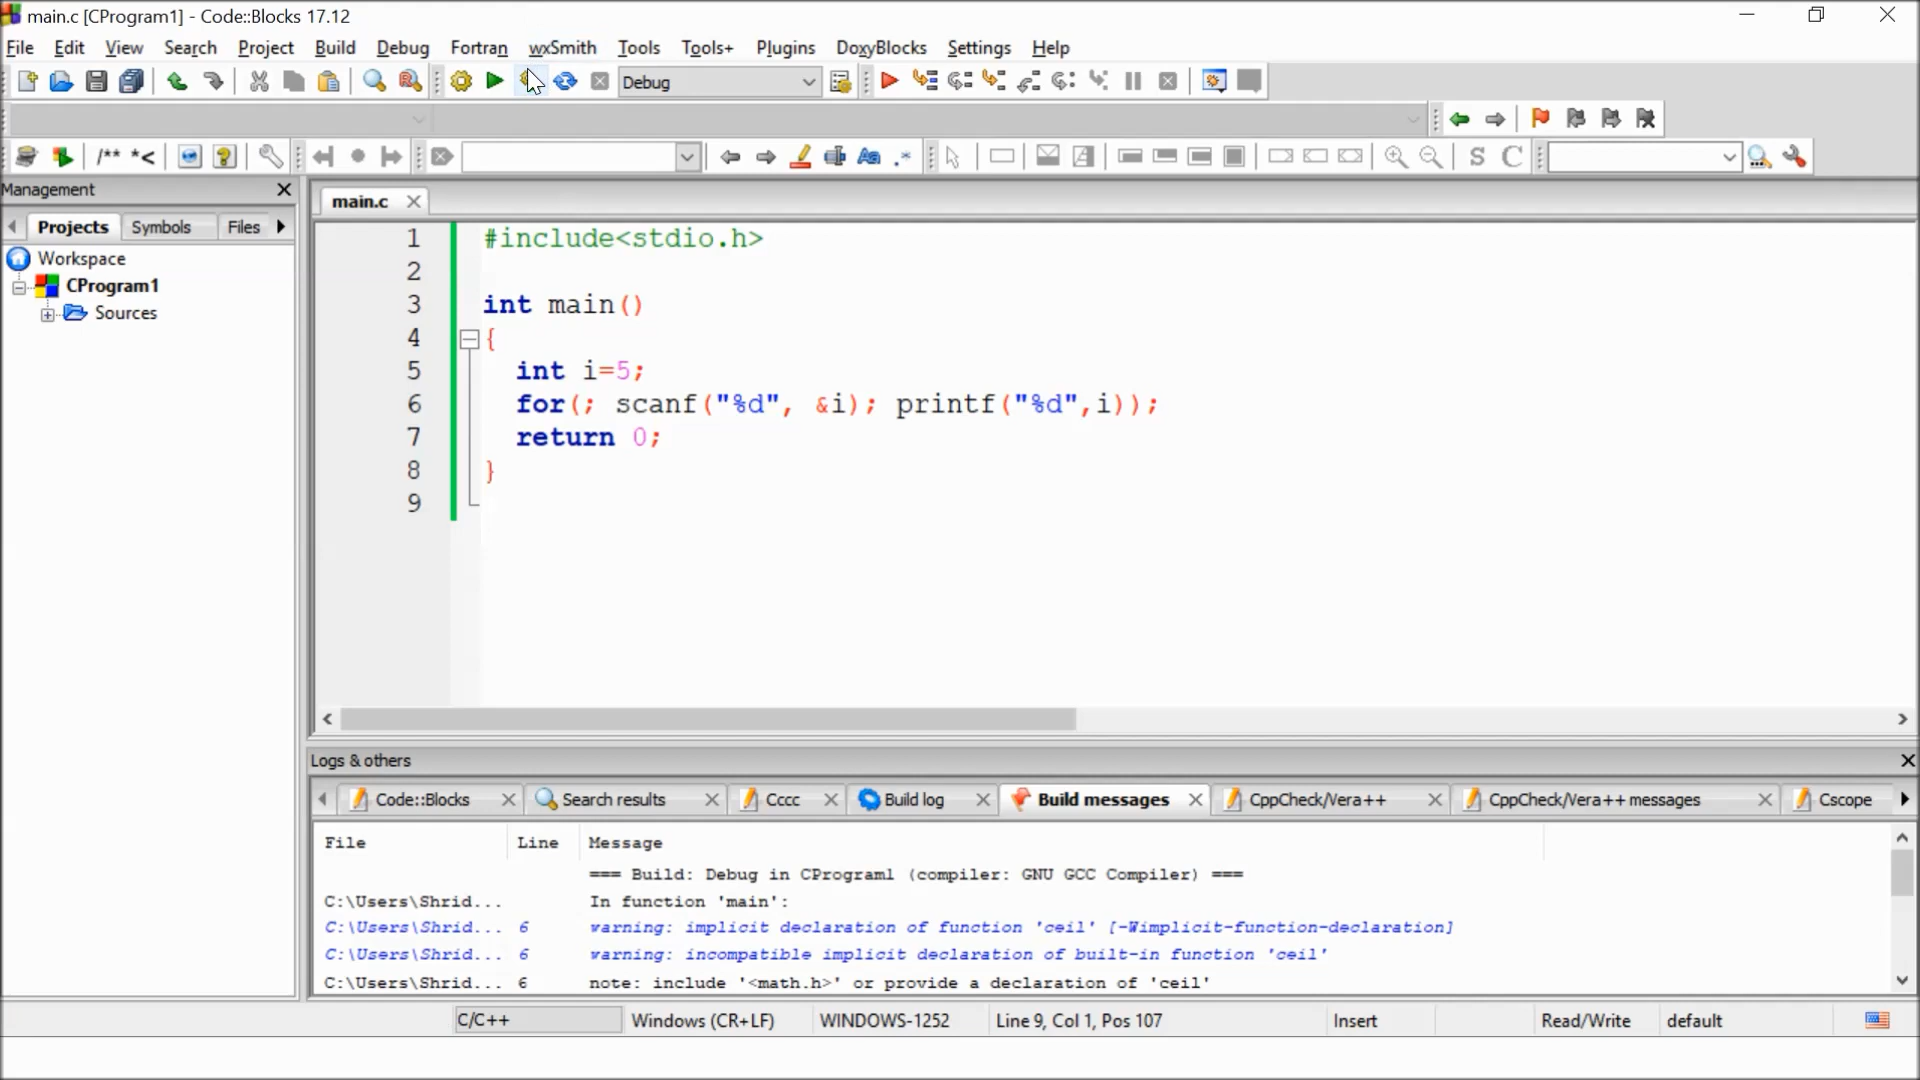 main.c [CProgram1] - Code::Blocks 17.12
File Edit View Search Project Build Debug Fortran wxSmith Tools Tools+ Plugins DoxyBlocks Settings Help
Debug
/** *<
S C
Management
main.c
Projects Symbols Files
Workspace
CProgram1
Sources
1 #include<stdio.h>
2
3 int main()
4 {
5 int i=5;
6 for(; scanf("%d", &i); printf("%d",i));
7 return 0;
8 }
9
Logs & others
Code::Blocks Search results Cccc Build log Build messages CppCheck/Vera++ CppCheck/Vera++ messages Cscope
File Line Message
=== Build: Debug in CProgram1 (compiler: GNU GCC Compiler) ===
C:\Users\Shrid... In function 'main':
C:\Users\Shrid... 6 warning: implicit declaration of function 'ceil' [-Wimplicit-function-declaration]
C:\Users\Shrid... 6 warning: incompatible implicit declaration of built-in function 'ceil'
C:\Users\Shrid... 6 note: include '<math.h>' or provide a declaration of 'ceil'
C/C++ Windows (CR+LF) WINDOWS-1252 Line 9, Col 1, Pos 107 Insert Read/Write default